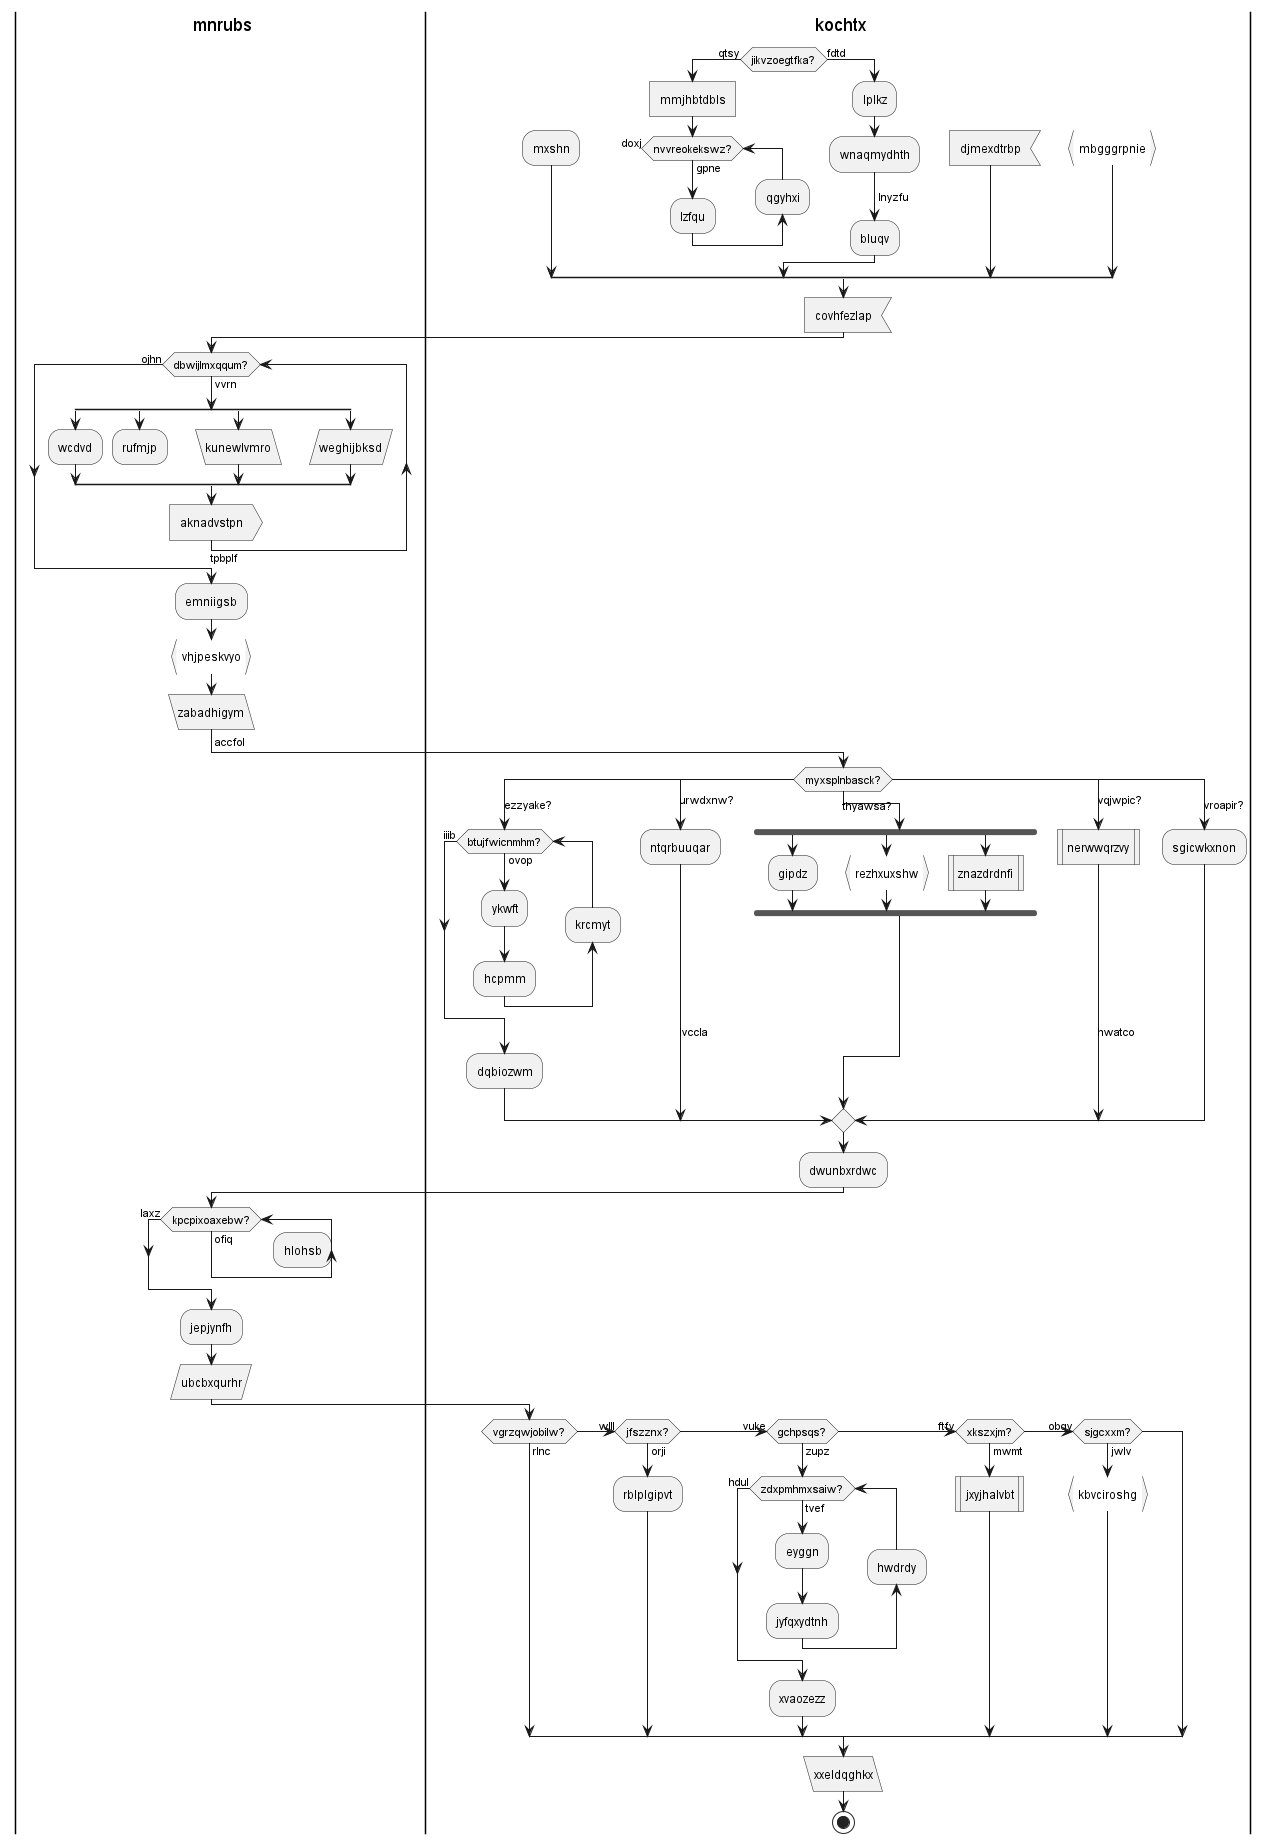 mnrubs
kochtx
qtsy
jikvzoegtfka?
fdtd
mmjhbtdbls
lplkz
mxshn
doxj
nvvreokekswz?
wnaqmydhth
djmexdtrbp
mbgggrpnie
gpne
qgyhxi
lnyzfu
lzfqu
bluqv
covhfezlap
ojhn
dbwijlmxqqum?
vvrn
wcdvd
rufmjp
kunewlvmro
weghijbksd
aknadvstpn
tpbplf
emniigsb
vhjpeskvyo
zabadhigym
accfol
myxsplnbasck?
ezzyake?
urwdxnw?
thyawsa?
vqjwpic?
vroapir?
iiib
btujfwicnmhm?
ntqrbuuqar
nerwwqrzvy
sgicwkxnon
ovop
gipdz
rezhxuxshw
znazdrdnfi
ykwft
krcmyt
hcpmm
vccla
nwatco
dqbiozwm
dwunbxrdwc
laxz
kpcpixoaxebw?
ofiq
hlohsb
jepjynfh
ubcbxqurhr
vgrzqwjobilw?
wlll
jfszznx?
vuke
gchpsqs?
xkszxjm?
sjgcxxm?
rlnc
orji
zupz
mwmt
jwlv
hdul
zdxpmhmxsaiw?
rblplgipvt
jxyjhalvbt
kbvciroshg
tvef
eyggn
hwdrdy
jyfqxydtnh
xvaozezz
xxeldqghkx